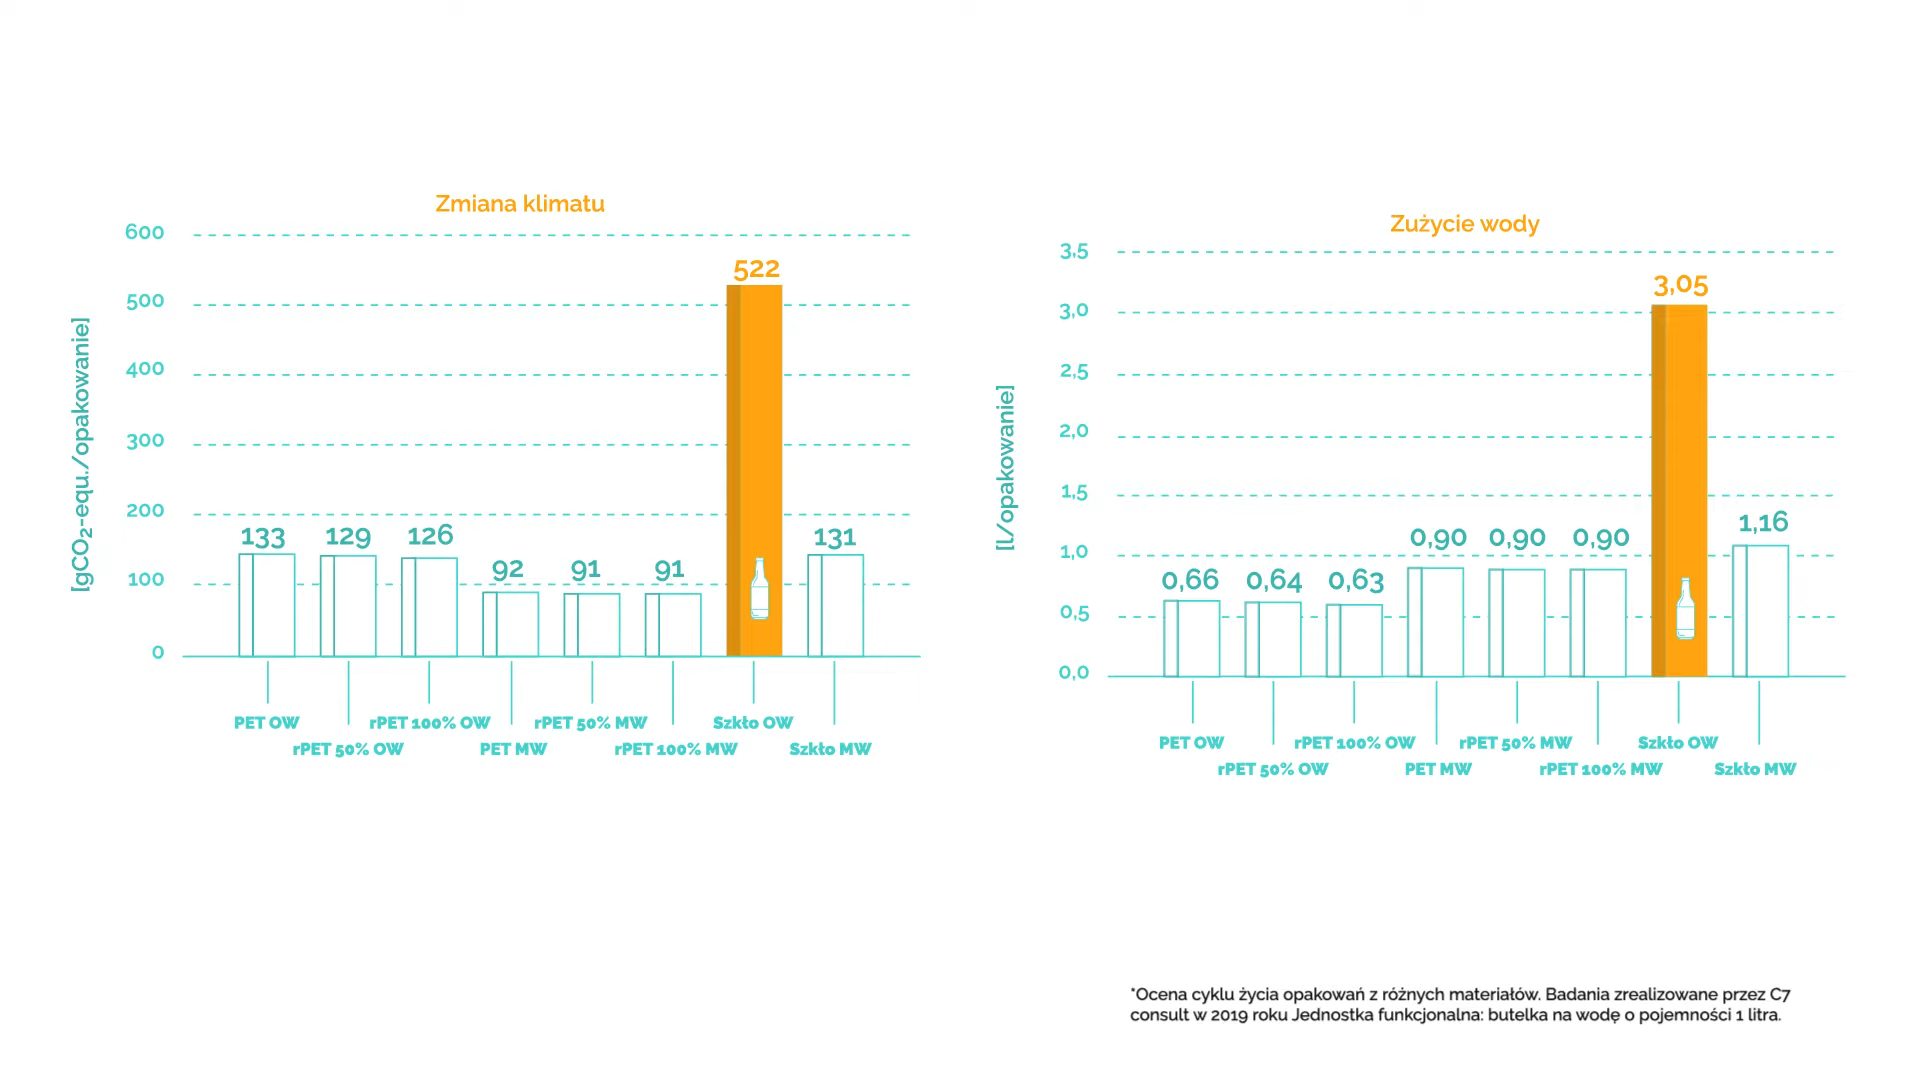 Zmiana klimatu
[gCO₂-equ./opakowanie]
600
500
400
300
200
100
0
133
129
126
92
91
91
522
131
PET OW
rPET 50% OW
rPET 100% OW
PET MW
rPET 50% MW
rPET 100% MW
Szkło OW
Szkło MW
Zużycie wody
[l/opakowanie]
3,5
3,0
2,5
2,0
1,5
1,0
0,5
0,0
0,66
0,64
0,63
0,90
0,90
0,90
3,05
1,16
PET OW
rPET 50% OW
rPET 100% OW
PET MW
rPET 50% MW
rPET 100% MW
Szkło OW
Szkło MW
*Ocena cyklu życia opakowań z różnych materiałów. Badania zrealizowane przez C7
consult w 2019 roku Jednostka funkcjonalna: butelka na wodę o pojemności 1 litra.